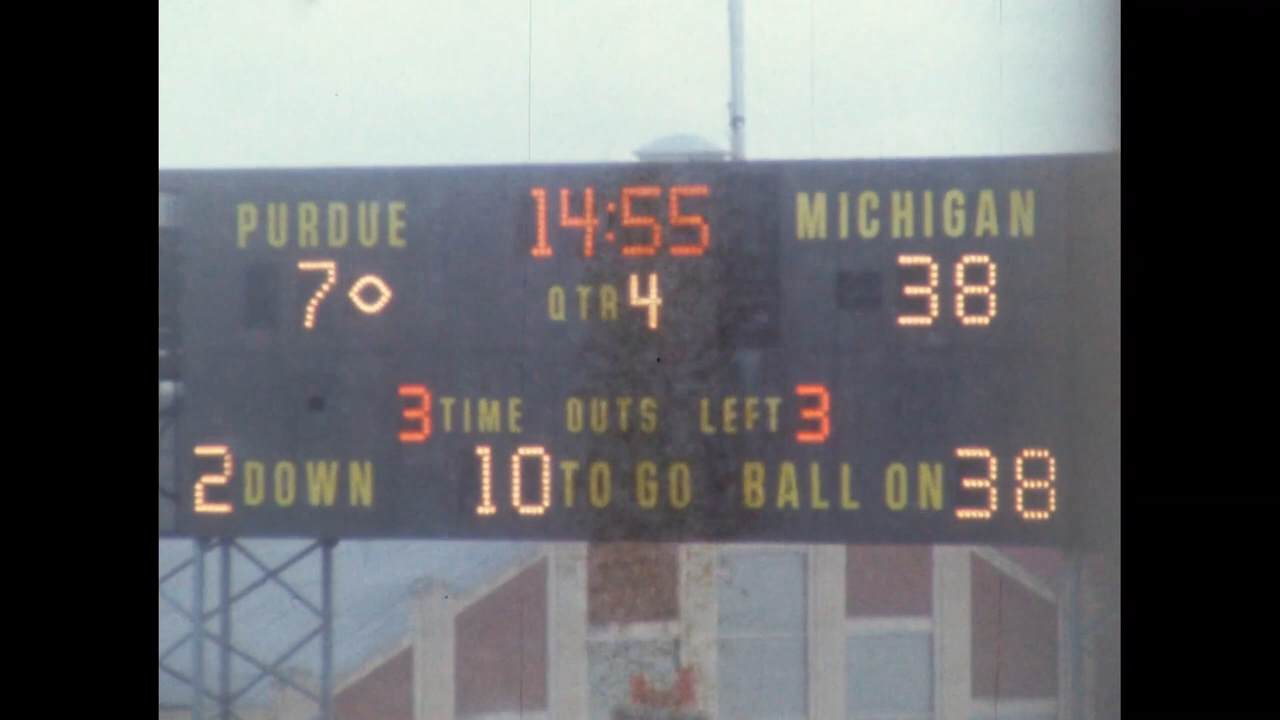 PURDUE 14:55 MICHIGAN
7 QTR 4 38
3 TIME OUTS LEFT 3
2 DOWN 10 TO GO BALL ON 38